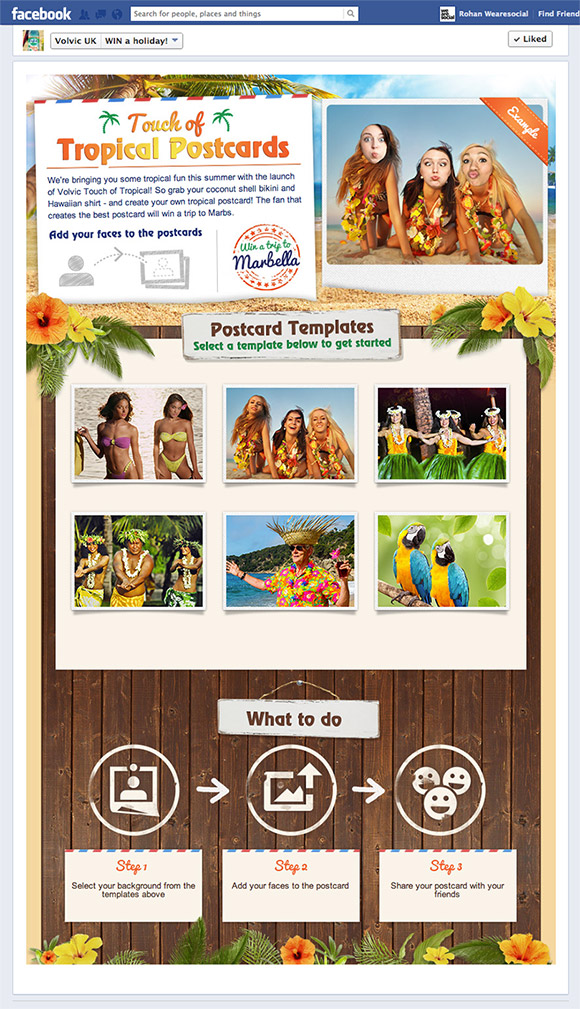 facebook
Search for people, places and things
we are social
Rohan Wearesocial
Find Friend
Volvic UK
WIN a holiday!
Liked
Touch of
Tropical Postcards
We're bringing you some tropical fun this summer with the launch
of Volvic Touch of Tropical! So grab your coconut shell bikini and
Hawaiian shirt - and create your own tropical postcard! The fan that
creates the best postcard will win a trip to Marbs.
Add your faces to the postcards
Win a trip to
Marbella
Example
Postcard Templates
Select a template below to get started
What to do
Step 1
Select your background from the
templates above
Step 2
Add your faces to the postcard
Step 3
Share your postcard with your
friends